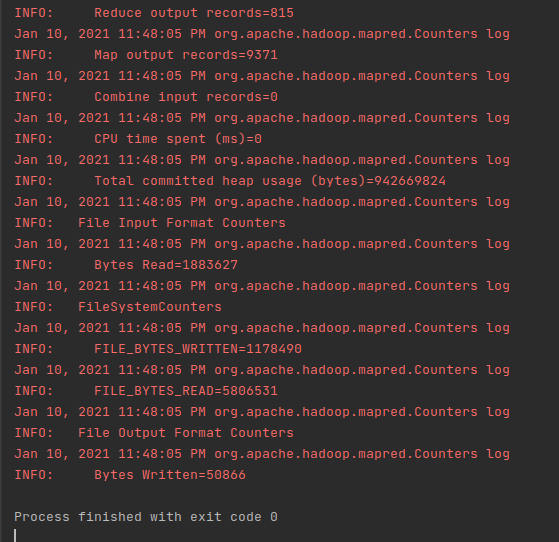 INFO:     Reduce output records=815
Jan 10, 2021 11:48:05 PM org.apache.hadoop.mapred.Counters log
INFO:     Map output records=9371
Jan 10, 2021 11:48:05 PM org.apache.hadoop.mapred.Counters log
INFO:     Combine input records=0
Jan 10, 2021 11:48:05 PM org.apache.hadoop.mapred.Counters log
INFO:     CPU time spent (ms)=0
Jan 10, 2021 11:48:05 PM org.apache.hadoop.mapred.Counters log
INFO:     Total committed heap usage (bytes)=942669824
Jan 10, 2021 11:48:05 PM org.apache.hadoop.mapred.Counters log
INFO:   File Input Format Counters
Jan 10, 2021 11:48:05 PM org.apache.hadoop.mapred.Counters log
INFO:     Bytes Read=1883627
Jan 10, 2021 11:48:05 PM org.apache.hadoop.mapred.Counters log
INFO:   FileSystemCounters
Jan 10, 2021 11:48:05 PM org.apache.hadoop.mapred.Counters log
INFO:     FILE_BYTES_WRITTEN=1178490
Jan 10, 2021 11:48:05 PM org.apache.hadoop.mapred.Counters log
INFO:     FILE_BYTES_READ=5806531
Jan 10, 2021 11:48:05 PM org.apache.hadoop.mapred.Counters log
INFO:   File Output Format Counters
Jan 10, 2021 11:48:05 PM org.apache.hadoop.mapred.Counters log
INFO:     Bytes Written=50866
Process finished with exit code 0